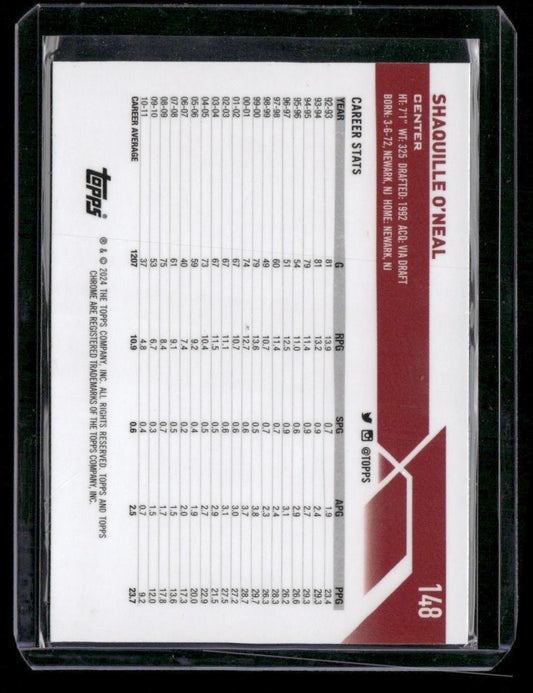 148
SHAQUILLE O'NEAL
CENTER
HT: 7'1" WT: 325 DRAFTED: 1992 ACQ: VIA DRAFT
BORN: 3-6-72, NEWARK, NJ HOME: NEWARK, NJ
@TOPPS
CAREER STATS
YEAR G RPG SPG APG PPG
92-93 81 13.9 0.7 1.9 23.4
93-94 81 13.2 0.9 2.4 29.3
94-95 79 11.4 0.9 2.7 29.3
95-96 54 11.0 0.6 2.9 26.6
96-97 51 12.5 0.9 3.1 26.2
97-98 60 11.4 0.7 2.4 28.3
98-99 49 10.7 0.7 2.3 26.3
99-00 79 13.6 0.5 3.8 29.7
00-01 74 12.7 0.6 3.7 28.7
01-02 67 10.7 0.6 3.0 27.2
02-03 67 11.1 0.6 3.1 27.5
03-04 67 11.5 0.5 2.9 21.5
04-05 73 10.4 0.5 2.7 22.9
05-06 59 9.2 0.4 1.9 20.0
06-07 40 7.4 0.2 2.0 17.3
07-08 61 9.1 0.5 1.5 13.6
08-09 75 8.4 0.7 1.7 17.8
09-10 53 6.7 0.3 1.5 12.0
10-11 37 4.8 0.4 0.7 9.2
CAREER AVERAGE 1207 10.9 0.6 2.5 23.7
topps
® & © 2024 THE TOPPS COMPANY, INC. ALL RIGHTS RESERVED. TOPPS AND TOPPS
CHROME ARE REGISTERED TRADEMARKS OF THE TOPPS COMPANY, INC.